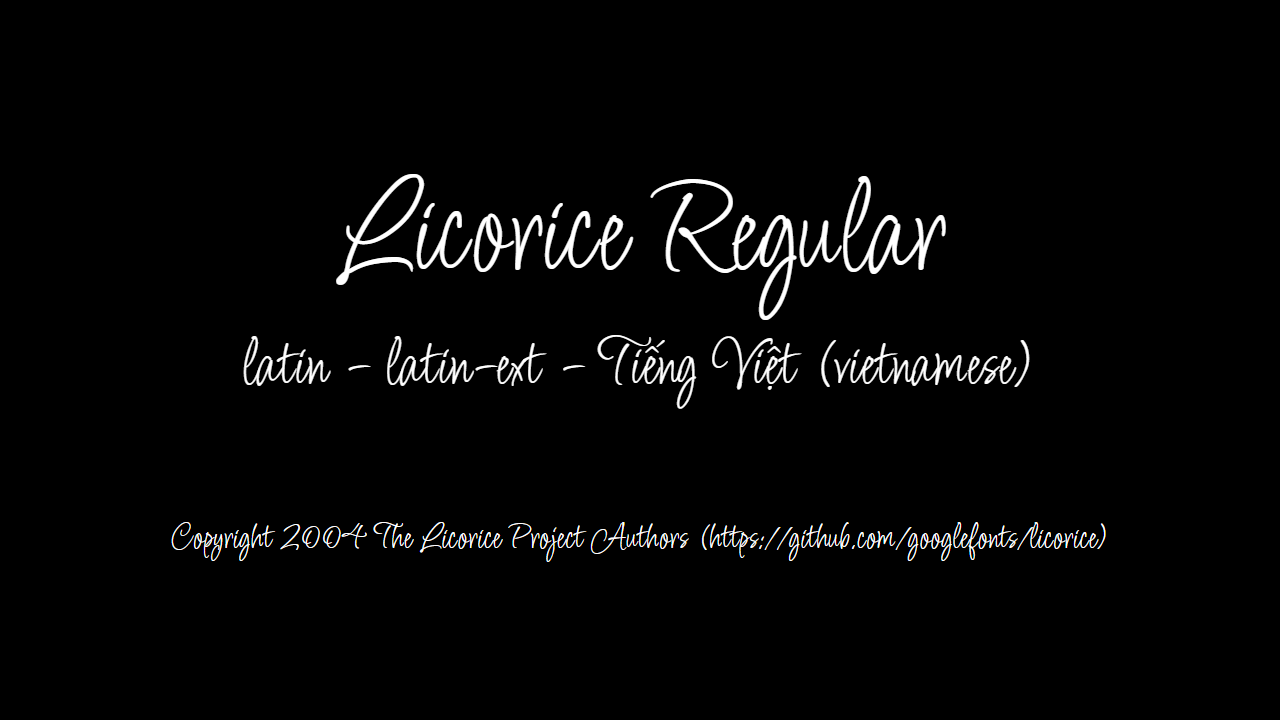 Licorice Regular
latin - latin-ext - Tiếng Việt (vietnamese)
Copyright 2004 The Licorice Project Authors (https://github.com/googlefonts/licorice)